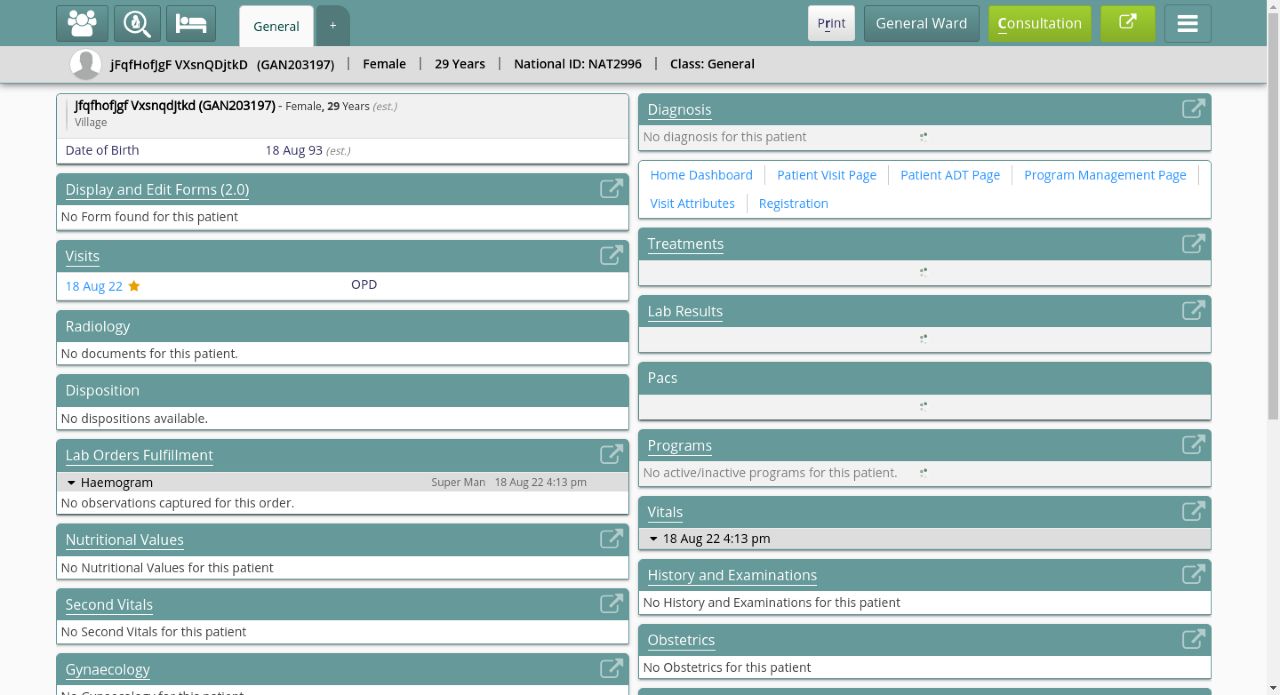 General
+
Print
General Ward
Consultation
jFqfHofJgF VXsnQDjtkD (GAN203197) | Female | 29 Years | National ID: NAT2996 | Class: General
Jfqfhofjgf Vxsnqdjtkd (GAN203197) - Female, 29 Years (est.)
Village
Date of Birth 18 Aug 93 (est.)
Display and Edit Forms (2.0)
No Form found for this patient
Visits
18 Aug 22 OPD
Radiology
No documents for this patient.
Disposition
No dispositions available.
Lab Orders Fulfillment
Haemogram Super Man 18 Aug 22 4:13 pm
No observations captured for this order.
Nutritional Values
No Nutritional Values for this patient
Second Vitals
No Second Vitals for this patient
Gynaecology
No Gynaecology for this patient
Diagnosis
No diagnosis for this patient
Home Dashboard Patient Visit Page Patient ADT Page Program Management Page
Visit Attributes Registration
Treatments
Lab Results
Pacs
Programs
No active/inactive programs for this patient.
Vitals
18 Aug 22 4:13 pm
History and Examinations
No History and Examinations for this patient
Obstetrics
No Obstetrics for this patient